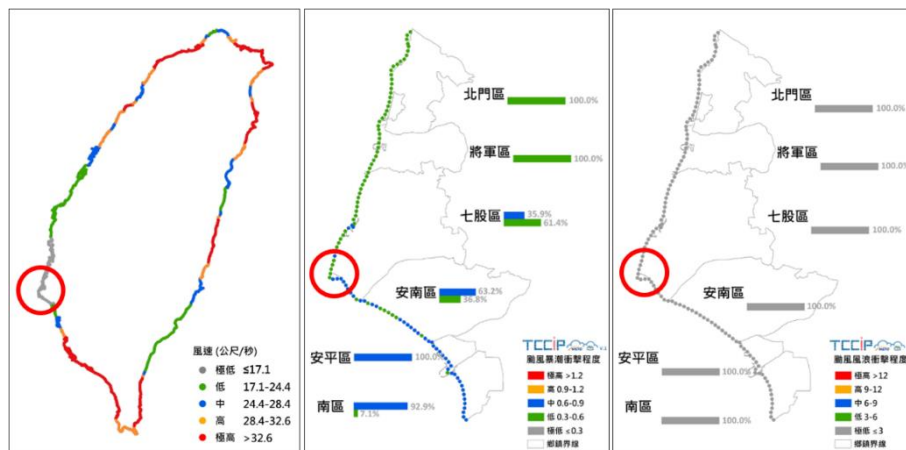 風速 (公尺/秒)
極低 ≤17.1
低 17.1-24.4
中 24.4-28.4
高 28.4-32.6
極高 >32.6
北門區
100.0%
將軍區
100.0%
七股區
35.9%
61.4%
安南區
63.2%
36.8%
安平區
100.0%
南區
92.9%
7.1%
TCCIP
颱風暴潮衝擊程度
極高 >1.2
高 0.9-1.2
中 0.6-0.9
低 0.3-0.6
極低 ≤0.3
鄉鎮界線
北門區
100.0%
將軍區
100.0%
七股區
100.0%
安南區
100.0%
安平區
100.0%
南區
100.0%
TCCIP
颱風風浪衝擊程度
極高 >12
高 9-12
中 6-9
低 3-6
極低 ≤3
鄉鎮界線